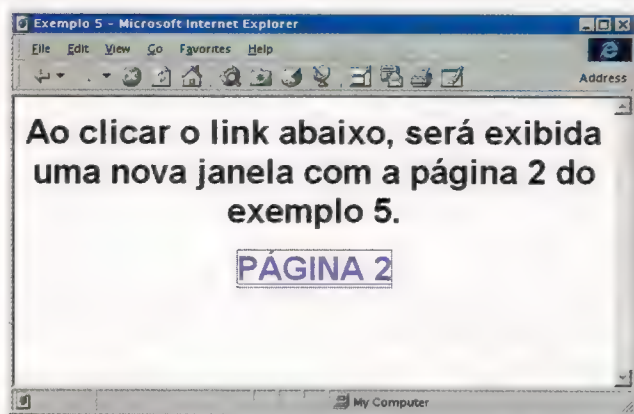 Exemplo 5 - Microsoft Internet Explorer
File Edit View Go Favorites Help
Address
Ao clicar o link abaixo, será exibida
uma nova janela com a página 2 do
exemplo 5.
PÁGINA 2
My Computer